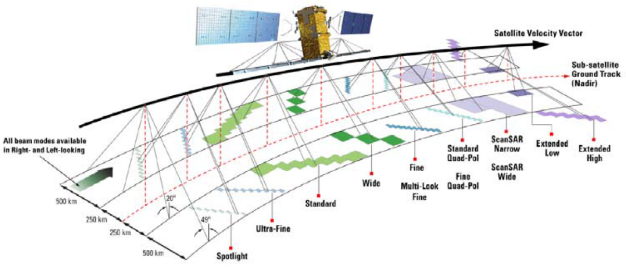 Satellite Velocity Vector
Sub-satellite
Ground Track
(Nadir)
All beam modes available
in Right- and Left-looking
500 km
250 km
250 km
500 km
20°
45°
Spotlight
Ultra-Fine
Standard
Wide
Fine
Multi-Look
Fine
Standard
Quad-Pol
Fine
Quad-Pol
ScanSAR
Narrow
ScanSAR
Wide
Extended
Low
Extended
High